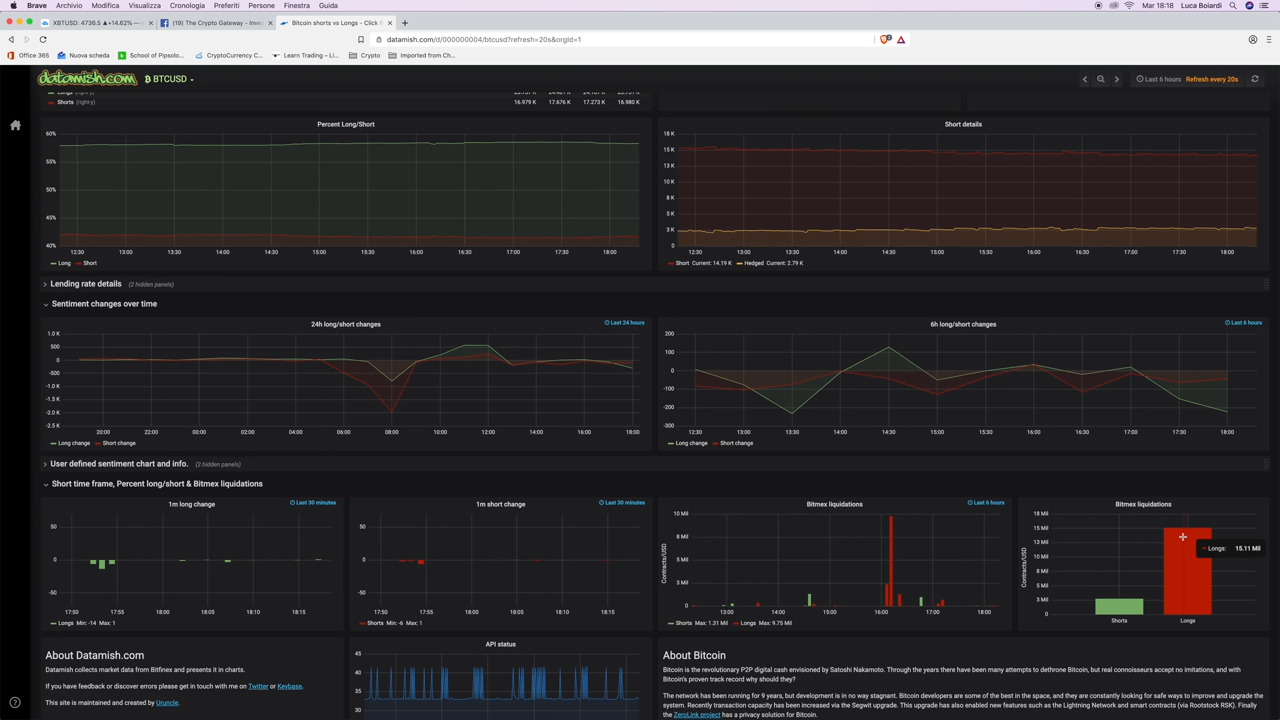 Brave Archivio Modifica Visualizza Cronologia Preferiti Persone Finestra Guida Mar 18:18 Luca Boiardi
XBTUSD: 4736.5 ▲+14.62% — (19) The Crypto Gateway - Inve Bitcoin shorts vs Longs - Click
datamish.com/d/000000004/btcusd?refresh=20s&orgId=1
Office 365 Nuova scheda School of Pipsolo... CryptoCurrency C... Learn Trading – Li... Crypto Imported from Ch...
datamish.com BTCUSD Last 6 hours Refresh every 20s
Shorts (right-y) 16.979 K 17.676 K 17.273 K 16.980 K
Percent Long/Short
60%
55%
50%
45%
40%
12:30 13:00 13:30 14:00 14:30 15:00 15:30 16:00 16:30 17:00 17:30 18:00
Long Short
Short details
18 K
15 K
13 K
10 K
8 K
5 K
3 K
0
12:30 13:00 13:30 14:00 14:30 15:00 15:30 16:00 16:30 17:00 17:30 18:00
Short Current: 14.19 K Hedged Current: 2.79 K
Lending rate details (2 hidden panels)
Sentiment changes over time
24h long/short changes Last 24 hours
1.0 K
500
0
-500
-1.0 K
-1.5 K
-2.0 K
-2.5 K
20:00 22:00 00:00 02:00 04:00 06:00 08:00 10:00 12:00 14:00 16:00 18:00
Long change Short change
6h long/short changes Last 6 hours
200
100
0
-100
-200
-300
12:30 13:00 13:30 14:00 14:30 15:00 15:30 16:00 16:30 17:00 17:30 18:00
Long change Short change
User defined sentiment chart and info. (2 hidden panels)
Short time frame, Percent long/short & Bitmex liquidations
1m long change Last 30 minutes
50
0
-50
17:50 17:55 18:00 18:05 18:10 18:15
Longs Min: -14 Max: 1
1m short change Last 30 minutes
50
0
-50
17:50 17:55 18:00 18:05 18:10 18:15
Shorts Min: -6 Max: 1
Bitmex liquidations Last 6 hours
Contracts/USD
10 Mil
8 Mil
5 Mil
3 Mil
0
13:00 14:00 15:00 16:00 17:00 18:00
Shorts Max: 1.31 Mil Longs Max: 9.75 Mil
Bitmex liquidations
Contracts/USD
18 Mil
15 Mil
13 Mil
10 Mil
8 Mil
5 Mil
3 Mil
0
Shorts Longs
Longs: 15.11 Mil
About Datamish.com
Datamish collects market data from Bitfinex and presents it in charts.
If you have feedback or discover errors please get in touch with me on Twitter or Keybase.
This site is maintained and created by Uruncle.
API status
45
40
35
30
About Bitcoin
Bitcoin is the revolutionary P2P digital cash envisioned by Satoshi Nakamoto. Through the years there have been many attempts to dethrone Bitcoin, but real connoisseurs accept no imitations, and with
Bitcoin's proven track record why should they?
The network has been running for 9 years, but development is in no way stagnant. Bitcoin developers are some of the best in the space, and they are constantly looking for safe ways to improve and upgrade the
system. Recently transaction capacity has been increased via the Segwit upgrade. This upgrade has also enabled new features such as the Lightning Network and smart contracts (via Rootstock RSK). Finally
the ZeroLink project has a privacy solution for Bitcoin.